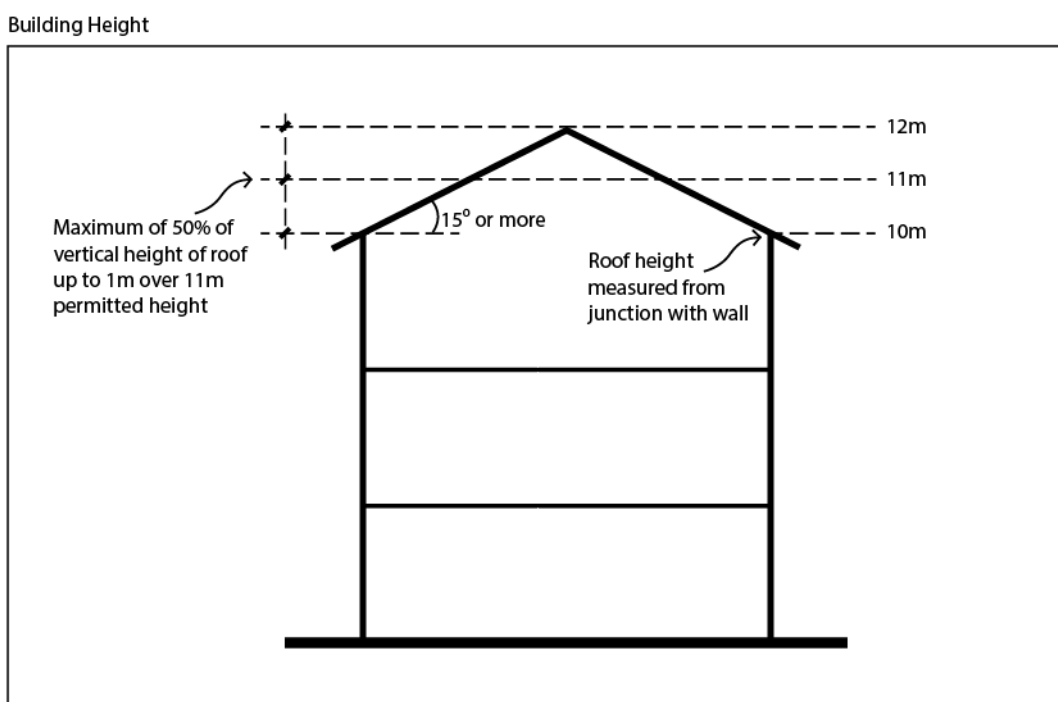 Building Height
12m
11m
Maximum of 50% of
vertical height of roof
up to 1m over 11m
permitted height
15° or more
10m
Roof height
measured from
junction with wall